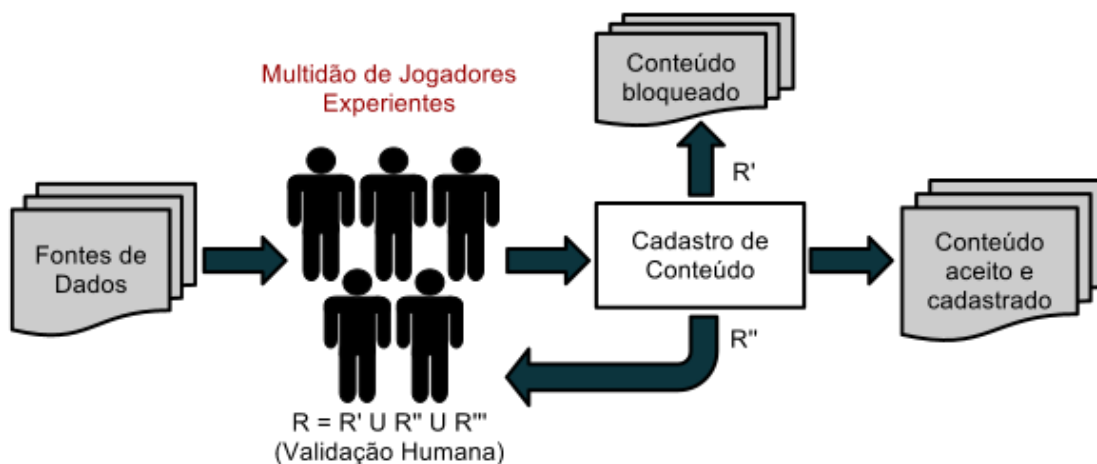 Multidão de Jogadores
Experientes
Conteúdo
bloqueado
R'
Fontes de
Dados
Cadastro de
Conteúdo
Conteúdo
aceito e
cadastrado
R''
R = R' U R'' U R'''
(Validação Humana)